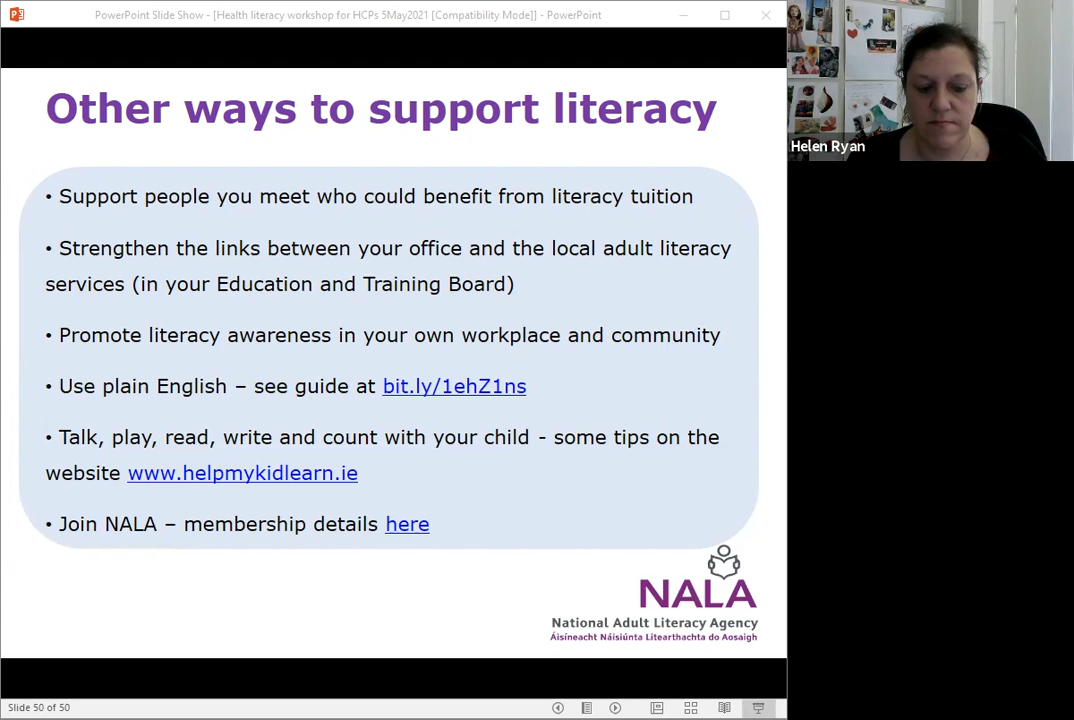 PowerPoint Slide Show - [Health literacy workshop for HCPs 5May2021 [Compatibility Mode]] - PowerPoint
Other ways to support literacy
• Support people you meet who could benefit from literacy tuition
• Strengthen the links between your office and the local adult literacy
services (in your Education and Training Board)
• Promote literacy awareness in your own workplace and community
• Use plain English – see guide at bit.ly/1ehZ1ns
• Talk, play, read, write and count with your child - some tips on the
website www.helpmykidlearn.ie
• Join NALA – membership details here
NALA
National Adult Literacy Agency
Áisíneacht Náisiúnta Litearthachta do Aosaigh
Slide 50 of 50
Helen Ryan